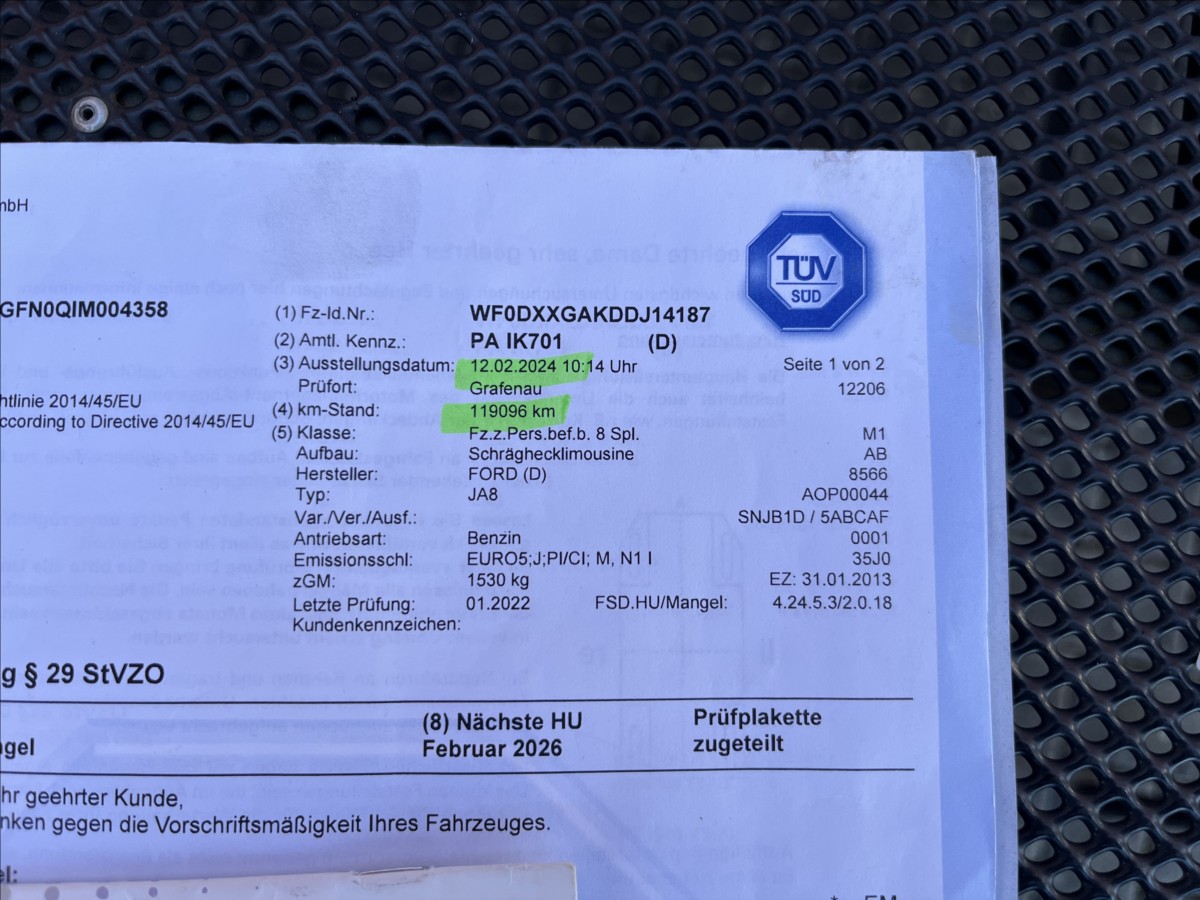 mbH
TÜV
SÜD
GFN0QIM004358
(1) Fz-Id.Nr.: WF0DXXGAKDDJ14187
(2) Amtl. Kennz.: PA IK701 (D)
(3) Ausstellungsdatum: 12.02.2024 10:14 Uhr Seite 1 von 2
Prüfort: Grafenau 12206
htlinie 2014/45/EU
(4) km-Stand: 119096 km
ccording to Directive 2014/45/EU
(5) Klasse: Fz.z.Pers.bef.b. 8 Spl. M1
Aufbau: Schräghecklimousine AB
Hersteller: FORD (D) 8566
Typ: JA8 AOP00044
Var./Ver./Ausf.: SNJB1D / 5ABCAF
Antriebsart: Benzin 0001
Emissionsschl: EURO5;J;PI/CI; M, N1 I 35J0
zGM: 1530 kg EZ: 31.01.2013
Letzte Prüfung: 01.2022 FSD.HU/Mangel: 4.24.5.3/2.0.18
Kundenkennzeichen:
g § 29 StVZO
(8) Nächste HU Prüfplakette
ngel Februar 2026 zugeteilt
hr geehrter Kunde,
nken gegen die Vorschriftsmäßigkeit Ihres Fahrzeuges.
el: